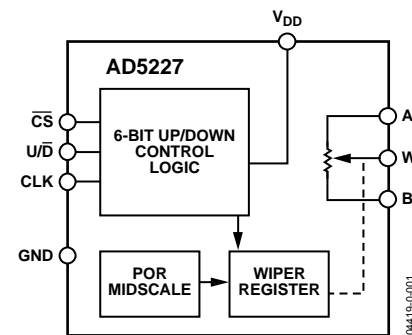 VDD
AD5227
CS
U/D
CLK
GND
6-BIT UP/DOWN
CONTROL
LOGIC
POR
MIDSCALE
WIPER
REGISTER
A
W
B
04419-0-001